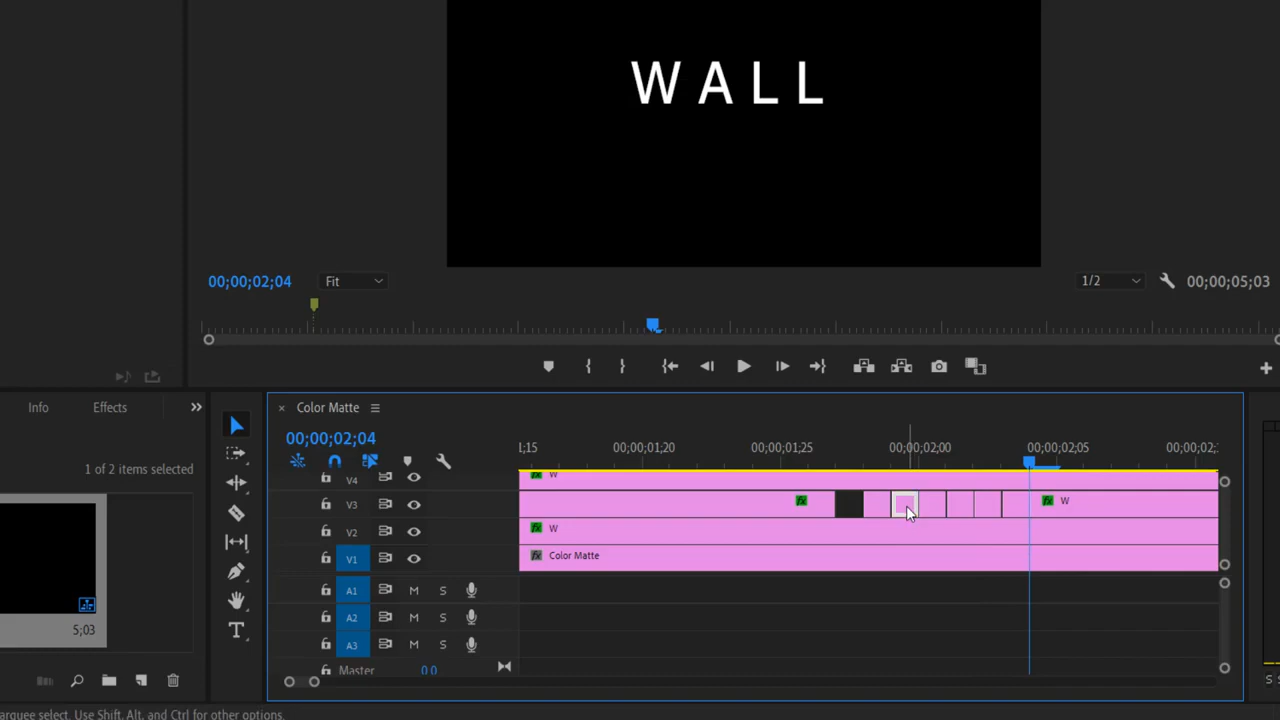 WALL
00;00;02;04
Fit
1/2
00;00;05;03
Info
Effects
1 of 2 items selected
5;03
× Color Matte
00;00;02;04
;15
00;00;01;20
00;00;01;25
00;00;02;00
00;00;02;05
00;00;02;
V4
W
V3
W
V2
W
V1
Color Matte
A1
M
S
A2
M
S
A3
M
S
Master
0.0
S
arquee select. Use Shift, Alt, and Ctrl for other options.